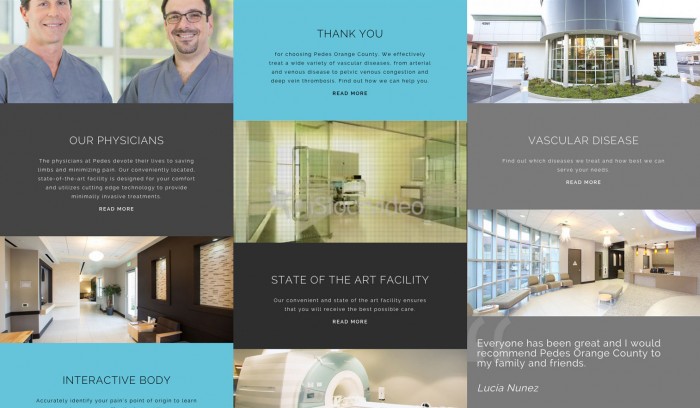 OUR PHYSICIANS
The physicians at Pedes devote their lives to saving
limbs and minimizing pain. Our conveniently located,
state-of-the-art facility is designed for your comfort
and utilizes cutting edge technology to provide
minimally invasive treatments.
READ MORE
INTERACTIVE BODY
Accurately identify your pain's point of origin to learn
THANK YOU
for choosing Pedes Orange County. We effectively
treat a wide variety of vascular diseases, from arterial
and venous disease to pelvic venous congestion and
deep vein thrombosis. Find out how we can help you.
READ MORE
iStockvideo
STATE OF THE ART FACILITY
Our convenient and state of the art facility ensures
that you will receive the best possible care.
READ MORE
VASCULAR DISEASE
Find out which diseases we treat and how best we can
serve your needs
READ MORE
“
Everyone has been great and I would
recommend Pedes Orange County to
my family and friends.
Lucia Nunez